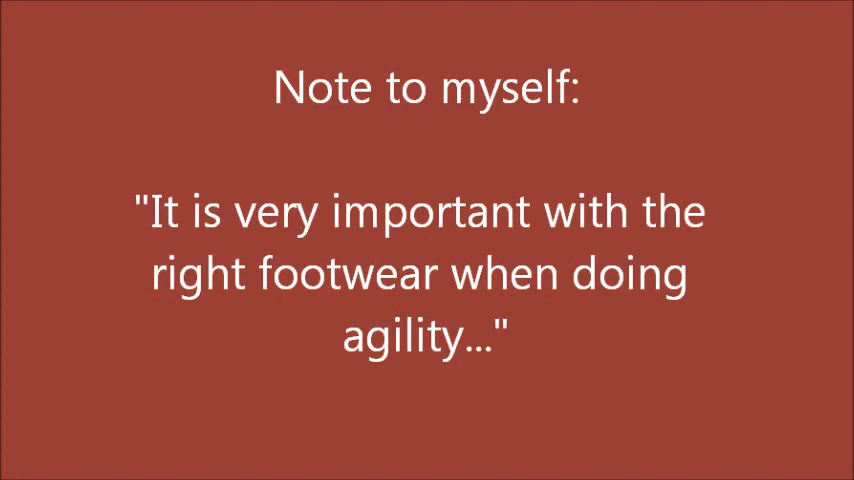 Note to myself:
"It is very important with the
right footwear when doing
agility..."